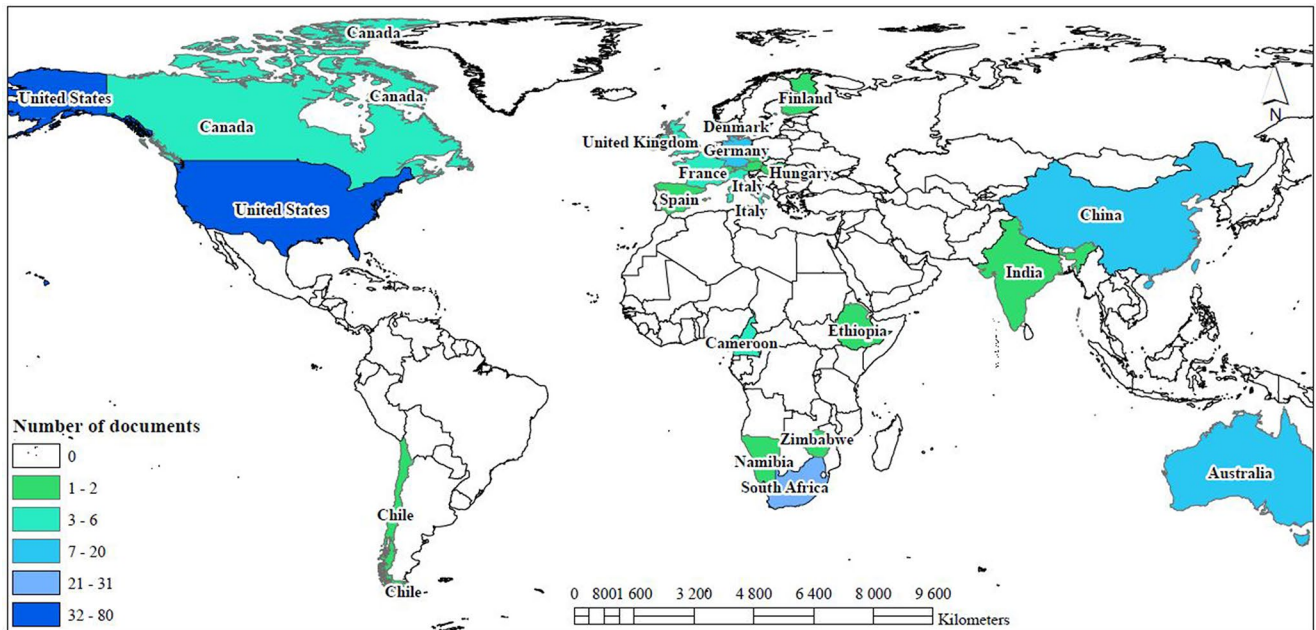 Canada
United States
Canada
Canada
Finland
Denmark
United Kingdom
Germany
France
Hungary
Italy
Spain
Italy
United States
China
India
Ethiopia
Cameroon
Zimbabwe
Namibia
South Africa
Australia
Chile
Chile
N
Number of documents
0
1 - 2
3 - 6
7 - 20
21 - 31
32 - 80
0 8001 600 3 200 4 800 6 400 8 000 9 600
Kilometers